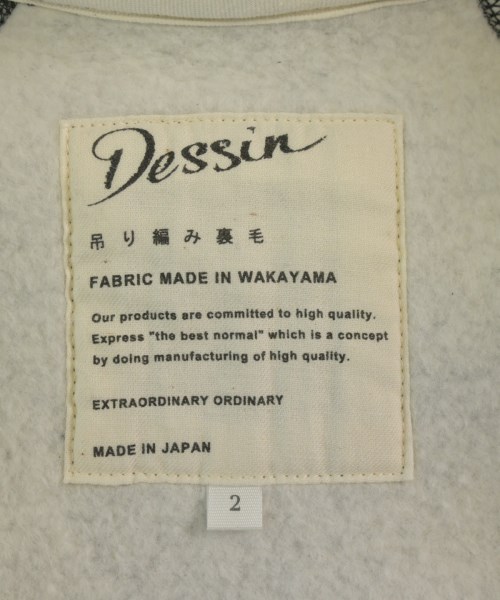 Dessin
吊り編み裏毛
FABRIC MADE IN WAKAYAMA
Our products are committed to high quality.
Express "the best normal" which is a concept
by doing manufacturing of high quality.
EXTRAORDINARY ORDINARY
MADE IN JAPAN
2